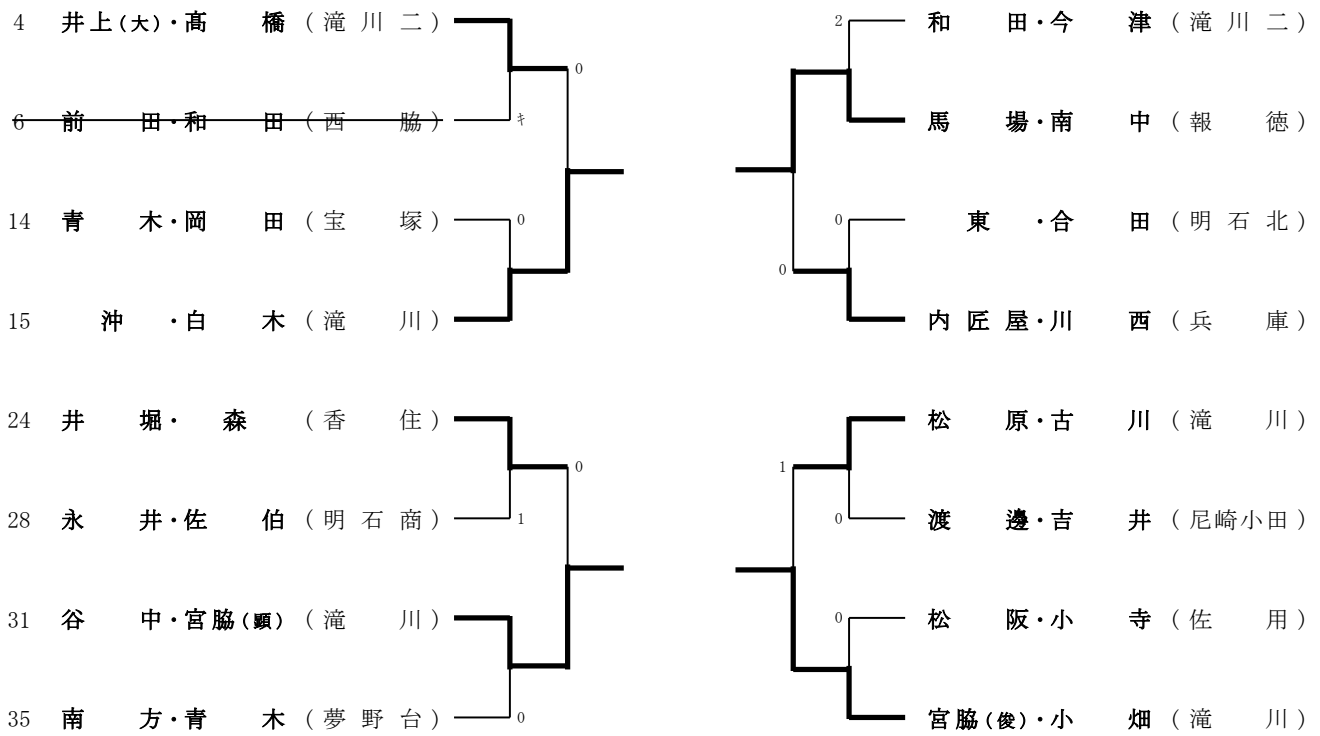 4 井上(大)・髙橋 (滝川二) 2 和田・今津 (滝川二)
0
6 前田・和田 (西脇) キ 馬場・南中 (報徳)
14 青木・岡田 (宝塚) 0 0 東・合田 (明石北)
0
15 沖・白木 (滝川) 内匠屋・川西 (兵庫)
24 井堀・森 (香住) 松原・古川 (滝川)
0 1
28 永井・佐伯 (明石商) 1 0 渡邊・吉井 (尼崎小田)
31 谷中・宮脇(顕) (滝川) 0 松阪・小寺 (佐用)
35 南方・青木 (夢野台) 0 宮脇(俊)・小畑 (滝川)